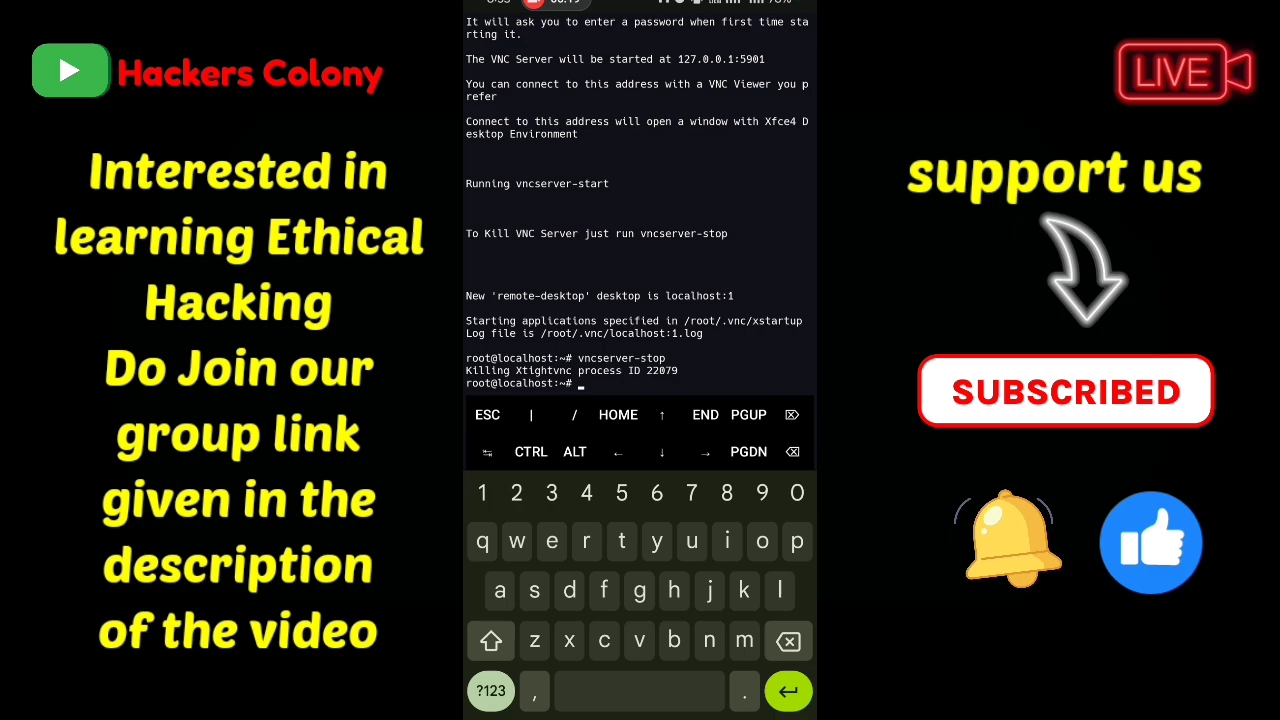 Hackers Colony
Interested in
learning Ethical
Hacking
Do Join our
group link
given in the
description
of the video
It will ask you to enter a password when first time sta
rting it.
The VNC Server will be started at 127.0.0.1:5901
You can connect to this address with a VNC Viewer you p
refer
Connect to this address will open a window with Xfce4 D
esktop Environment
Running vncserver-start
To Kill VNC Server just run vncserver-stop
New 'remote-desktop' desktop is localhost:1
Starting applications specified in /root/.vnc/xstartup
Log file is /root/.vnc/localhost:1.log
root@localhost:~# vncserver-stop
Killing Xtightvnc process ID 22079
root@localhost:~#
ESC | / HOME ↑ END PGUP ⌦
↹ CTRL ALT ← ↓ → PGDN ⌫
1 2 3 4 5 6 7 8 9 0
q w e r t y u i o p
a s d f g h j k l
z x c v b n m
?123 , .
LIVE
support us
SUBSCRIBED